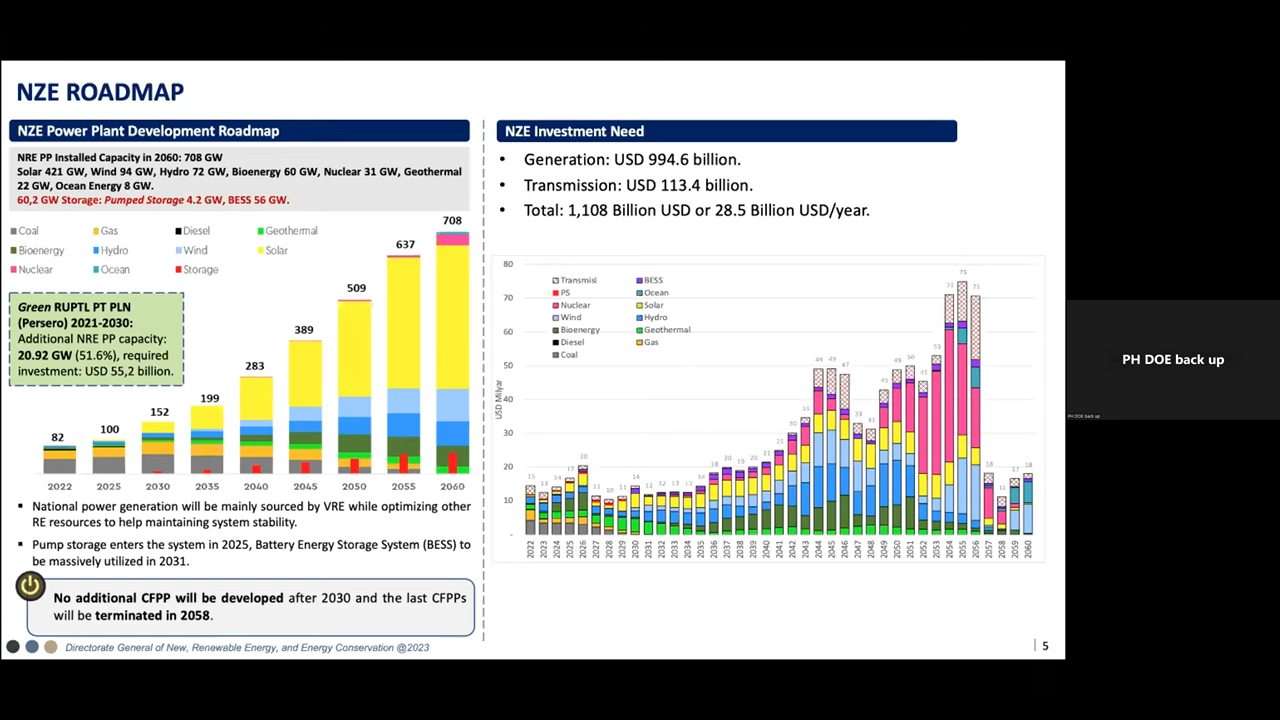 NZE ROADMAP
NZE Power Plant Development Roadmap
NRE PP Installed Capacity in 2060: 708 GW
Solar 421 GW, Wind 94 GW, Hydro 72 GW, Bioenergy 60 GW, Nuclear 31 GW, Geothermal
22 GW, Ocean Energy 8 GW.
60,2 GW Storage: Pumped Storage 4.2 GW, BESS 56 GW.
Coal Gas Diesel Geothermal
Bioenergy Hydro Wind Solar
Nuclear Ocean Storage
Green RUPTL PT PLN
(Persero) 2021-2030:
Additional NRE PP capacity:
20.92 GW (51.6%), required
investment: USD 55,2 billion.
82 100 152 199 283 389 509 637 708
2022 2025 2030 2035 2040 2045 2050 2055 2060
▪ National power generation will be mainly sourced by VRE while optimizing other
RE resources to help maintaining system stability.
▪ Pump storage enters the system in 2025, Battery Energy Storage System (BESS) to
be massively utilized in 2031.
No additional CFPP will be developed after 2030 and the last CFPPs
will be terminated in 2058.
NZE Investment Need
• Generation: USD 994.6 billion.
• Transmission: USD 113.4 billion.
• Total: 1,108 Billion USD or 28.5 Billion USD/year.
USD Milyar
80
70
60
50
40
30
20
10
-
Transmisi BESS
PS Ocean
Nuclear Solar
Wind Hydro
Bioenergy Geothermal
Diesel Gas
Coal
2022 2023 2024 2025 2026 2027 2028 2029 2030 2031 2032 2033 2034 2035 2036 2037 2038 2039 2040 2041 2042 2043 2044 2045 2046 2047 2048 2049 2050 2051 2052 2053 2054 2055 2056 2057 2058 2059 2060
Directorate General of New, Renewable Energy, and Energy Conservation @2023
5
PH DOE back up
PH DOE back up